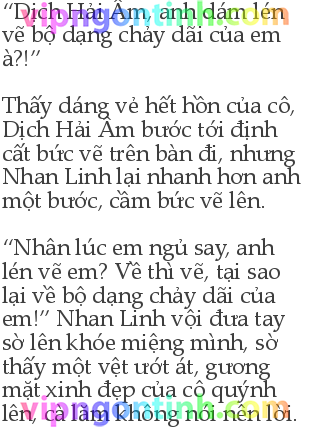 “Dịch Hải Âm, anh dám lén
vẽ bộ dạng chảy dãi của em
à?!”
Thấy dáng vẻ hết hồn của cô,
Dịch Hải Âm bước tới định
cất bức vẽ trên bàn đi, nhưng
Nhan Linh lại nhanh hơn anh
một bước, cầm bức vẽ lên.
“Nhân lúc em ngủ say, anh
lén vẽ em? Vẽ thì vẽ, tại sao
lại vẽ bộ dạng chảy dãi của
em!” Nhan Linh vội đưa tay
sờ lên khóe miệng mình, sờ
thấy một vệt ướt át, gương
mặt xinh đẹp của cô quýnh
lên, cà lăm không nói nên lời.
vipngontinh.com
vipngontinh.com